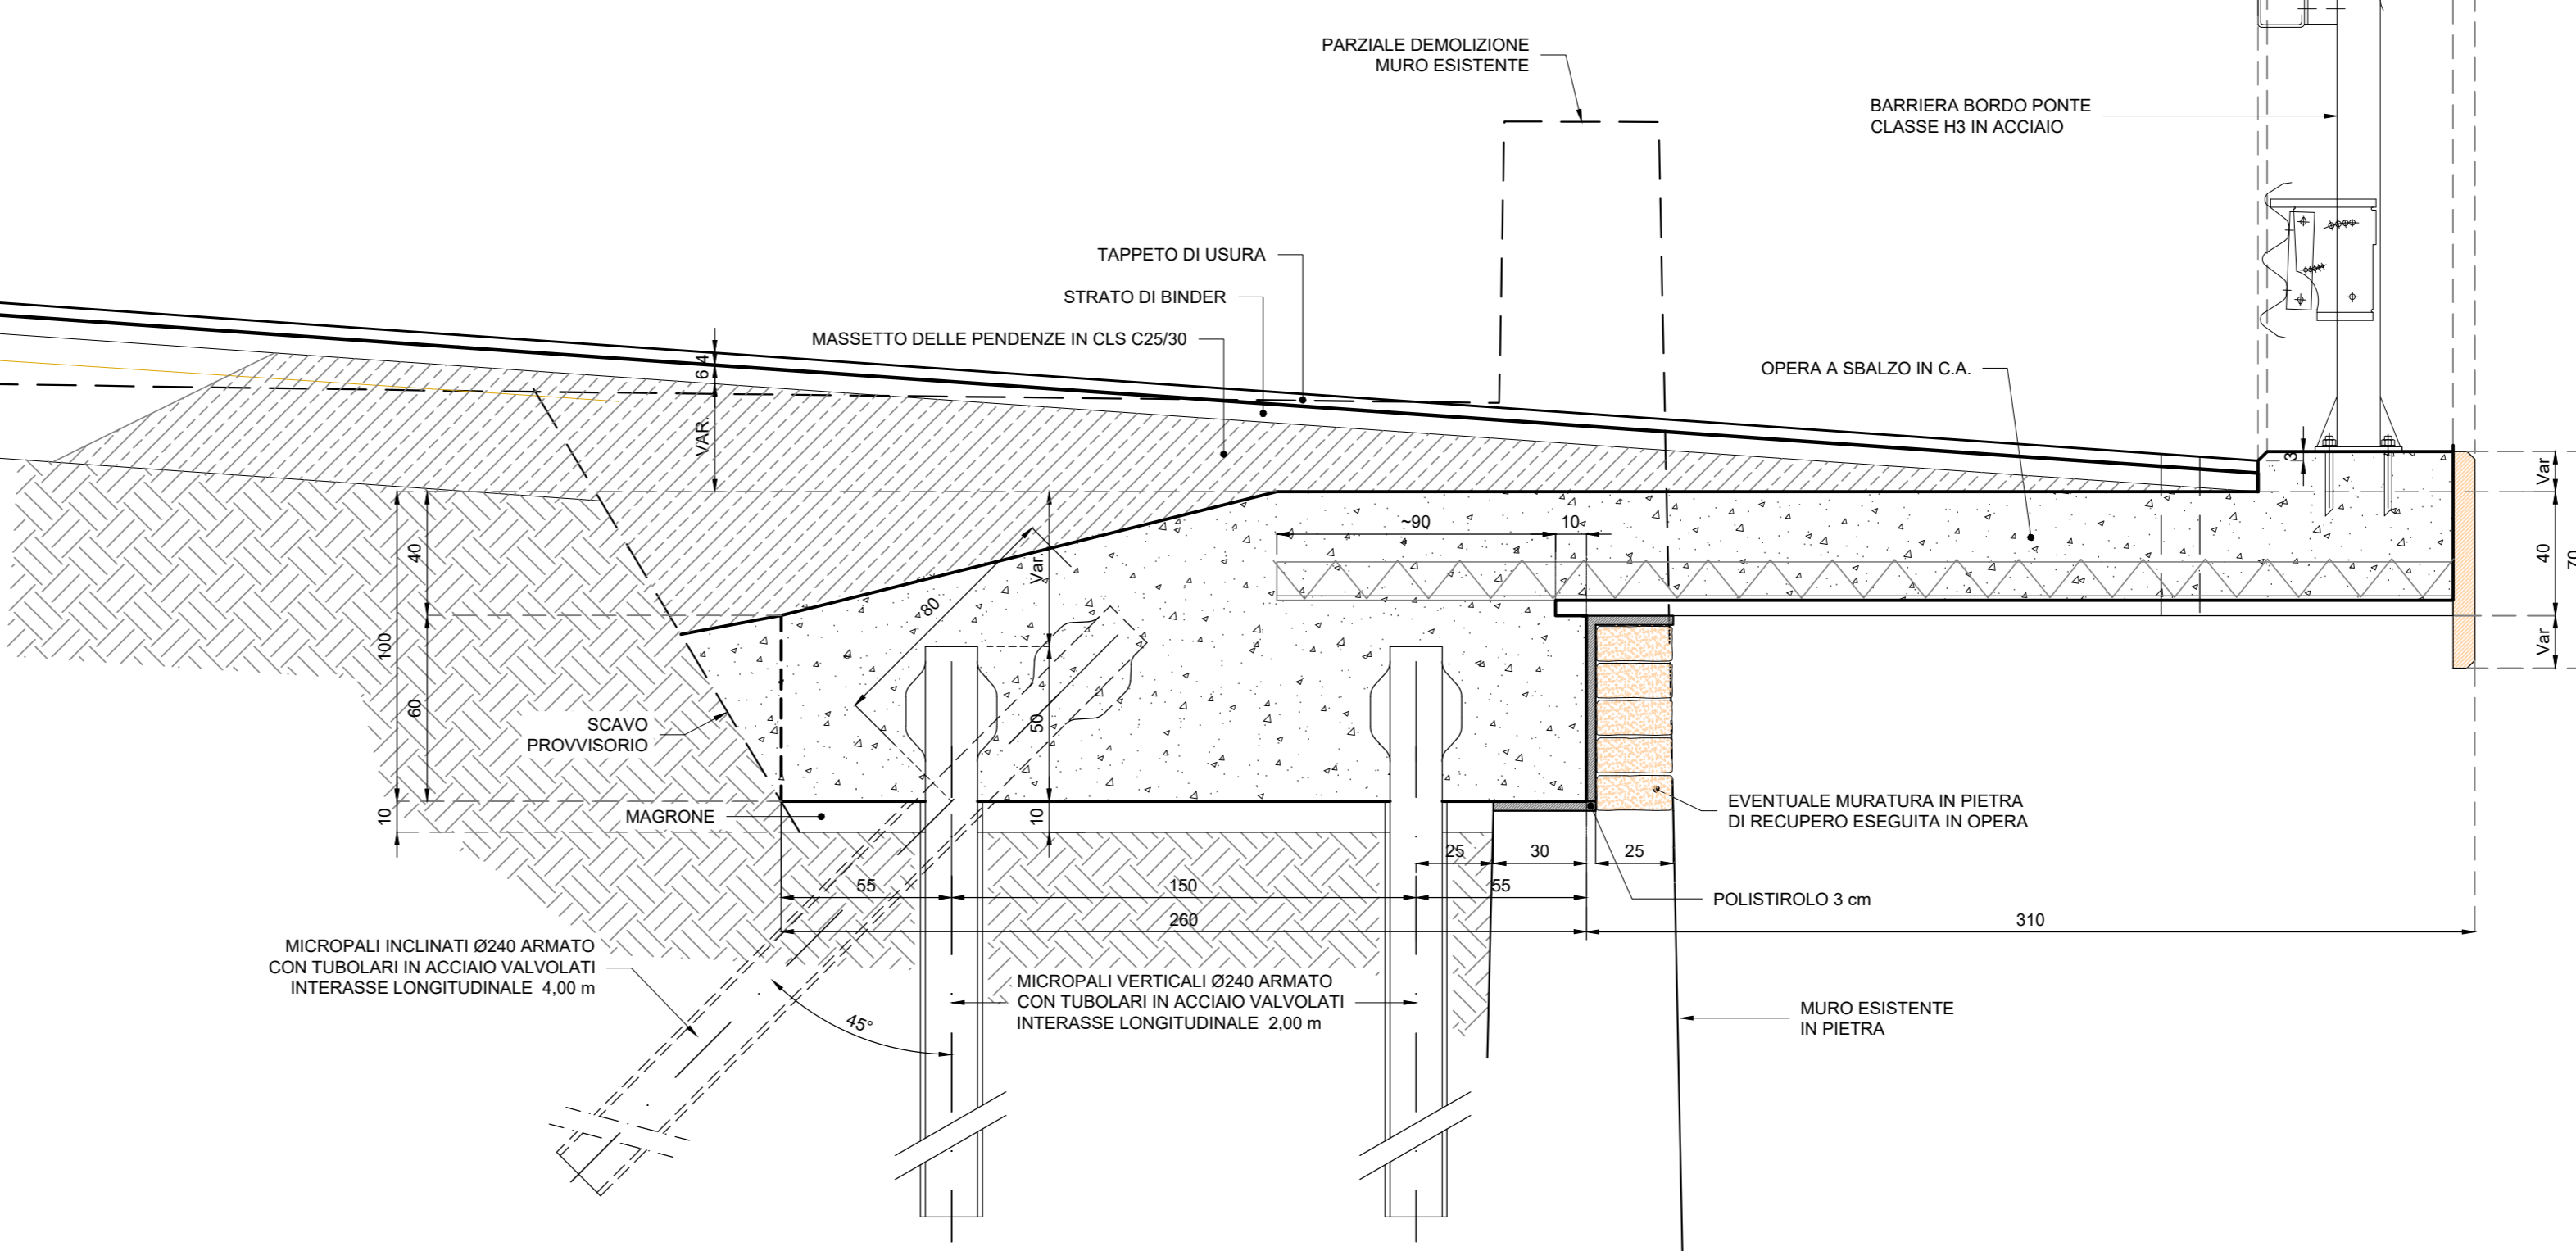 PARZIALE DEMOLIZIONE
MURO ESISTENTE
BARRIERA BORDO PONTE
CLASSE H3 IN ACCIAIO
TAPPETO DI USURA
STRATO DI BINDER
MASSETTO DELLE PENDENZE IN CLS C25/30
OPERA A SBALZO IN C.A.
4
6
VAR.
3
Var
40
70
Var
~90
10
40
100
60
10
Var.
80
50
10
SCAVO
PROVVISORIO
MAGRONE
EVENTUALE MURATURA IN PIETRA
DI RECUPERO ESEGUITA IN OPERA
25
30
25
55
150
55
POLISTIROLO 3 cm
260
310
MICROPALI INCLINATI Ø240 ARMATO
CON TUBOLARI IN ACCIAIO VALVOLATI
INTERASSE LONGITUDINALE 4,00 m
MICROPALI VERTICALI Ø240 ARMATO
CON TUBOLARI IN ACCIAIO VALVOLATI
INTERASSE LONGITUDINALE 2,00 m
45°
MURO ESISTENTE
IN PIETRA